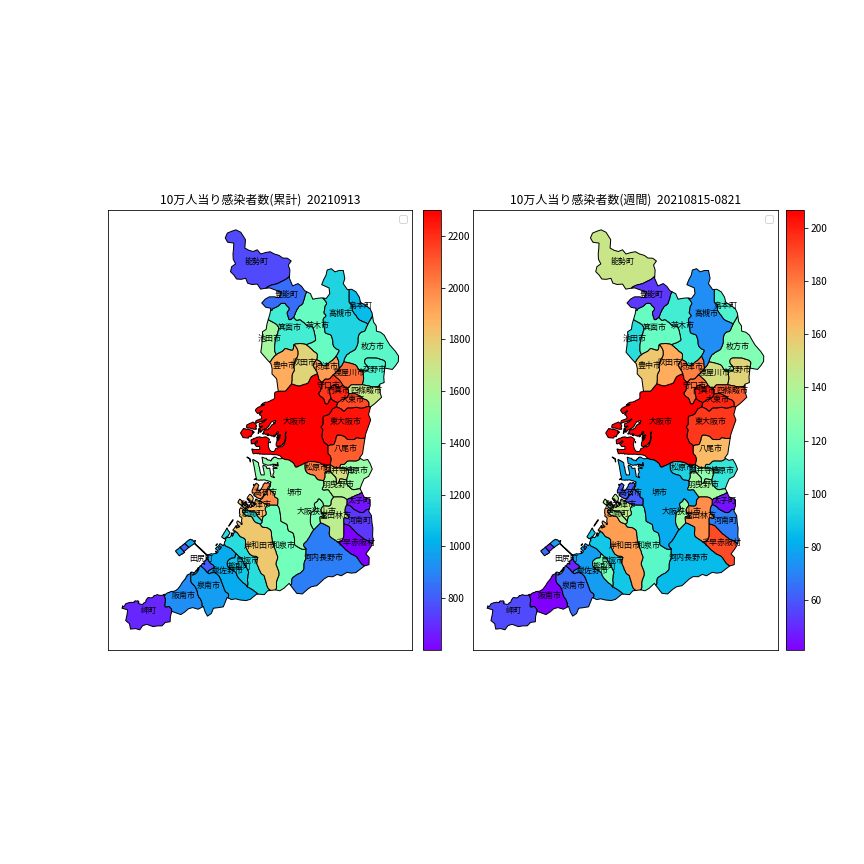 10万人当り感染者数(累計) 20210913
能勢町
豊能町
島本町
高槻市
茨木市
箕面市
池田市
枚方市
豊中市
吹田市
摂津市
寝屋川市
交野市
守口市
門真市
四條畷市
大東市
大阪市
東大阪市
八尾市
松原市
藤井寺市
柏原市
羽曳野市
堺市
高石市
太子町
大阪狭山市
富田林市
河南町
千早赤阪村
岸和田市
和泉市
河内長野市
田尻町
貝塚市
熊取町
泉佐野市
泉南市
阪南市
岬町
2200
2000
1800
1600
1400
1200
1000
800
10万人当り感染者数(週間) 20210815-0821
能勢町
豊能町
島本町
高槻市
茨木市
箕面市
池田市
枚方市
豊中市
吹田市
摂津市
寝屋川市
交野市
守口市
門真市
四條畷市
大東市
大阪市
東大阪市
八尾市
松原市
藤井寺市
柏原市
羽曳野市
堺市
高石市
太子町
大阪狭山市
富田林市
河南町
千早赤阪村
岸和田市
和泉市
河内長野市
田尻町
貝塚市
熊取町
泉佐野市
泉南市
阪南市
岬町
200
180
160
140
120
100
80
60